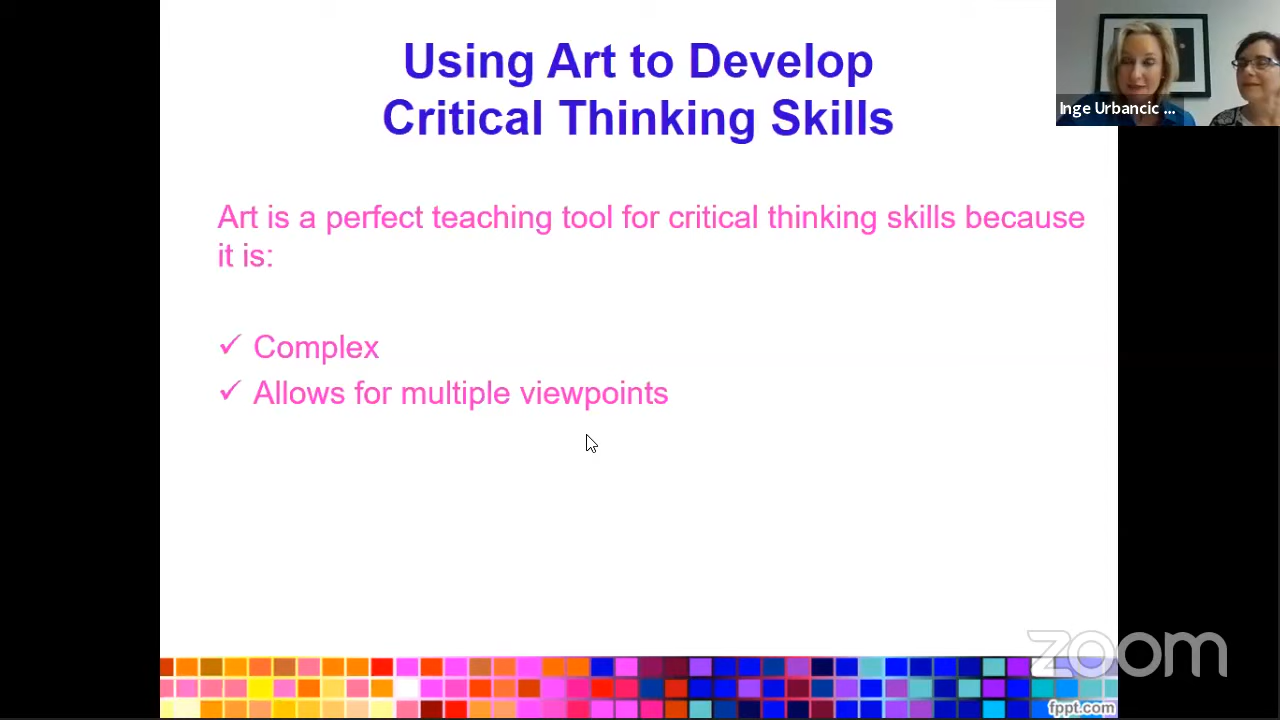 Using Art to Develop
Critical Thinking Skills
Inge Urbancic ...
Art is a perfect teaching tool for critical thinking skills because
it is:
✓ Complex
✓ Allows for multiple viewpoints
zoom
fppt.com